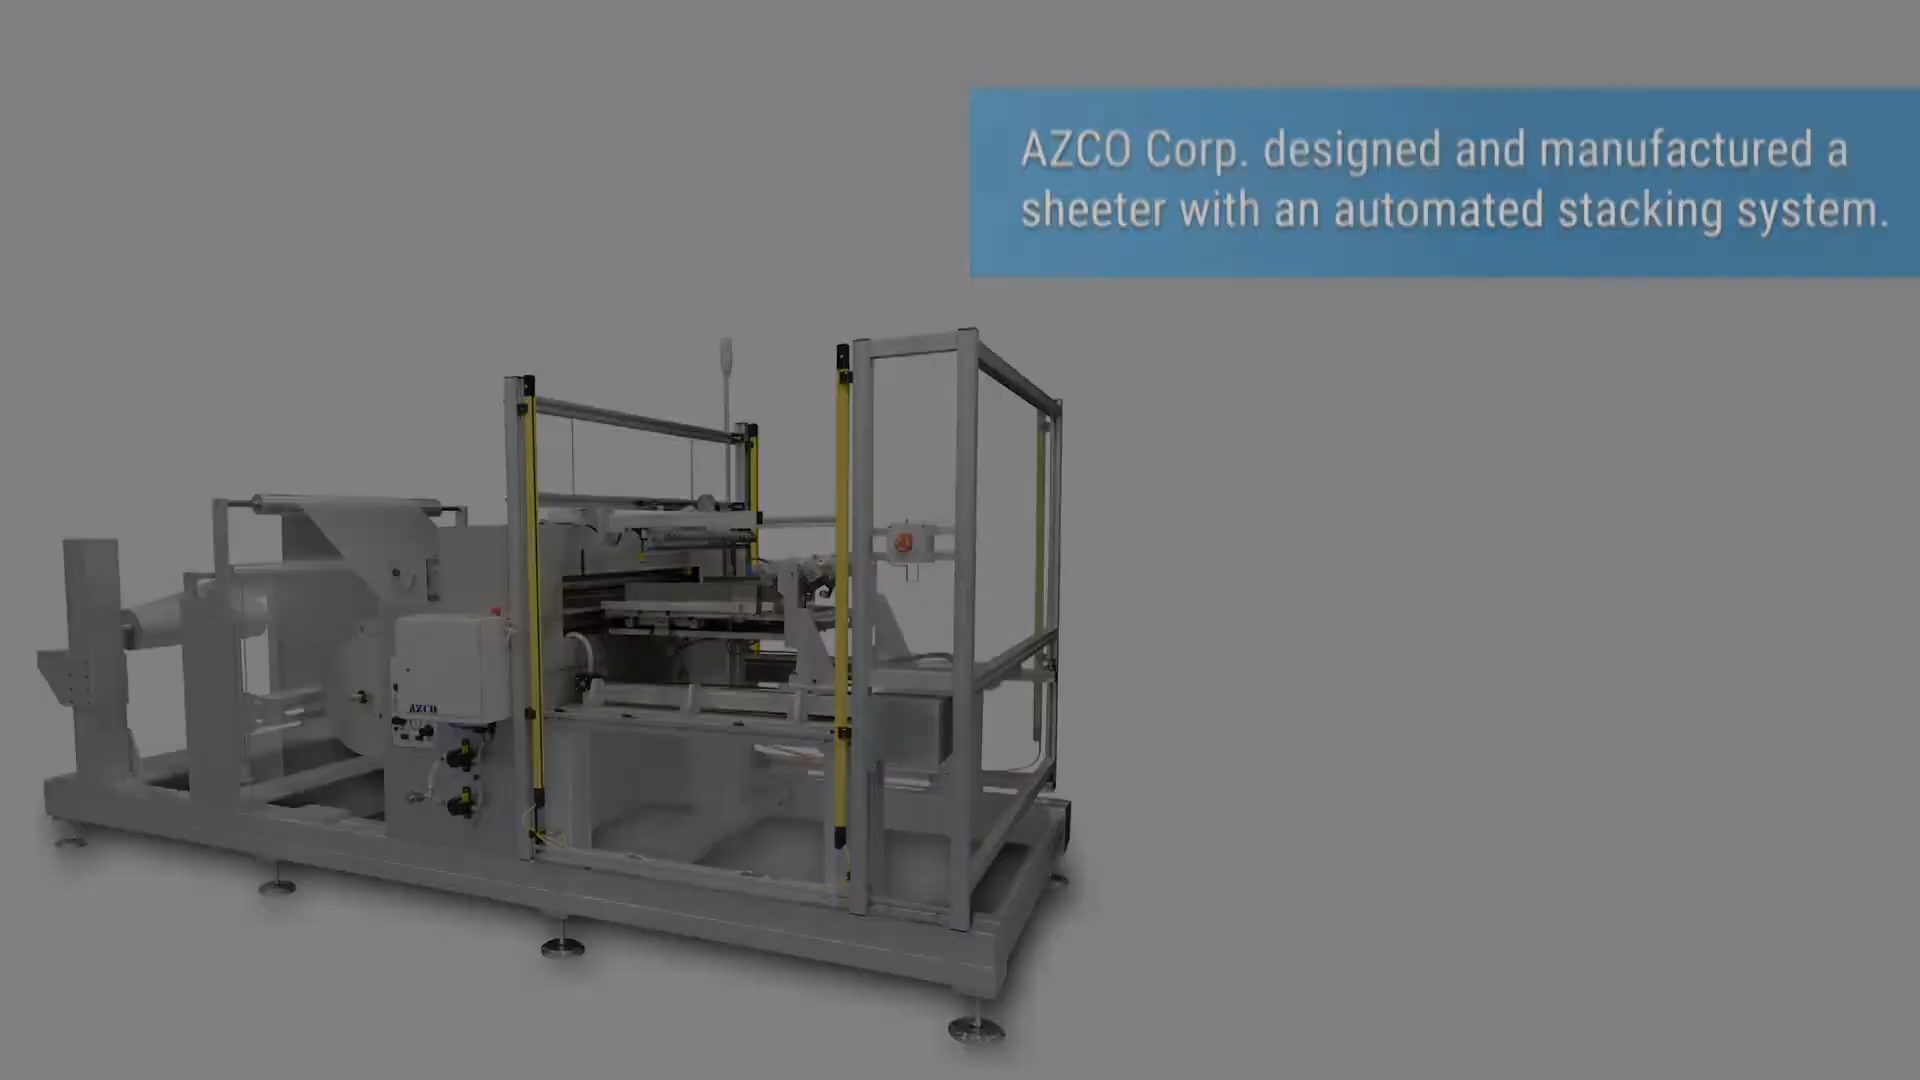 AZCO Corp. designed and manufactured a
sheeter with an automated stacking system.
AZCO